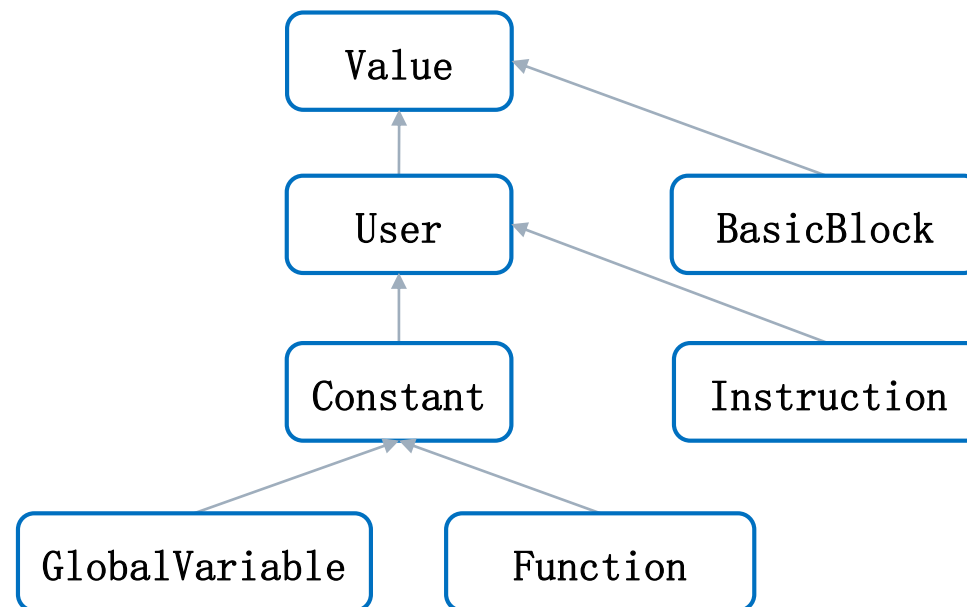 Value
User
BasicBlock
Constant
Instruction
GlobalVariable
Function